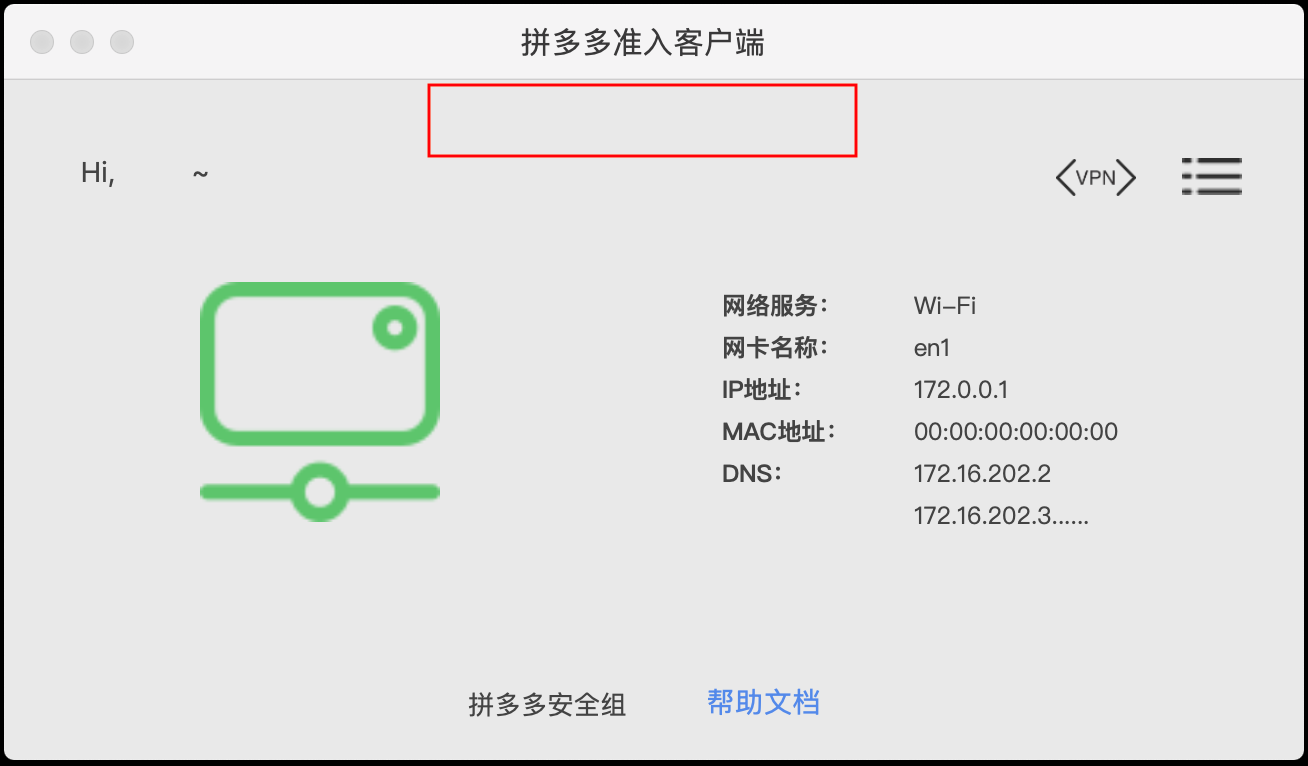 拼多多准入客户端
Hi, ~
VPN
网络服务: Wi-Fi
网卡名称: en1
IP地址: 172.0.0.1
MAC地址: 00:00:00:00:00:00
DNS: 172.16.202.2
172.16.202.3......
拼多多安全组 帮助文档